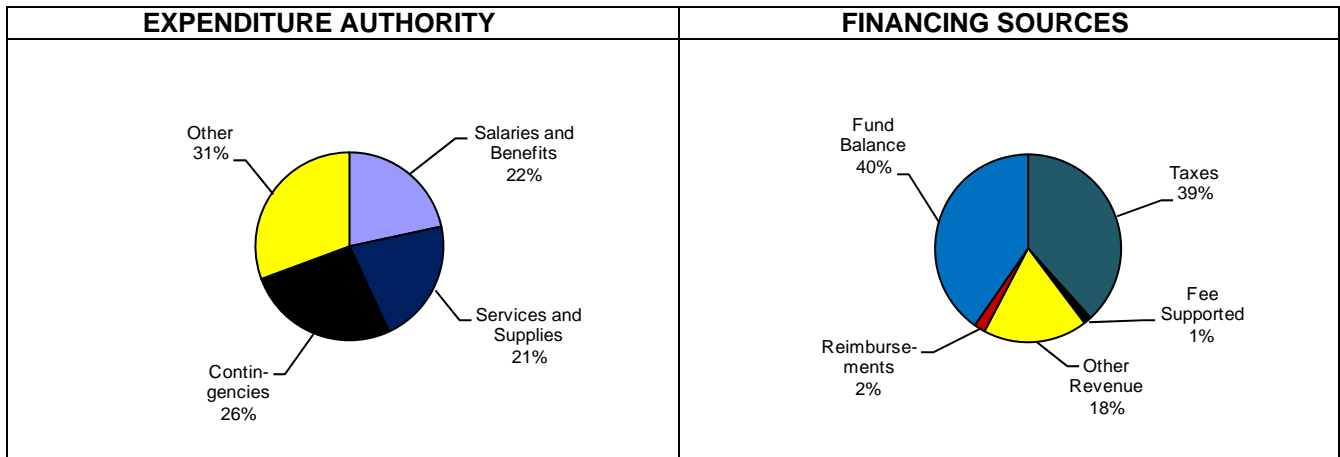 EXPENDITURE AUTHORITY
Other
31%
Salaries and
Benefits
22%
Services and
Supplies
21%
Contin-
gencies
26%
FINANCING SOURCES
Fund
Balance
40%
Taxes
39%
Fee
Supported
1%
Other
Revenue
18%
Reimburse-
ments
2%